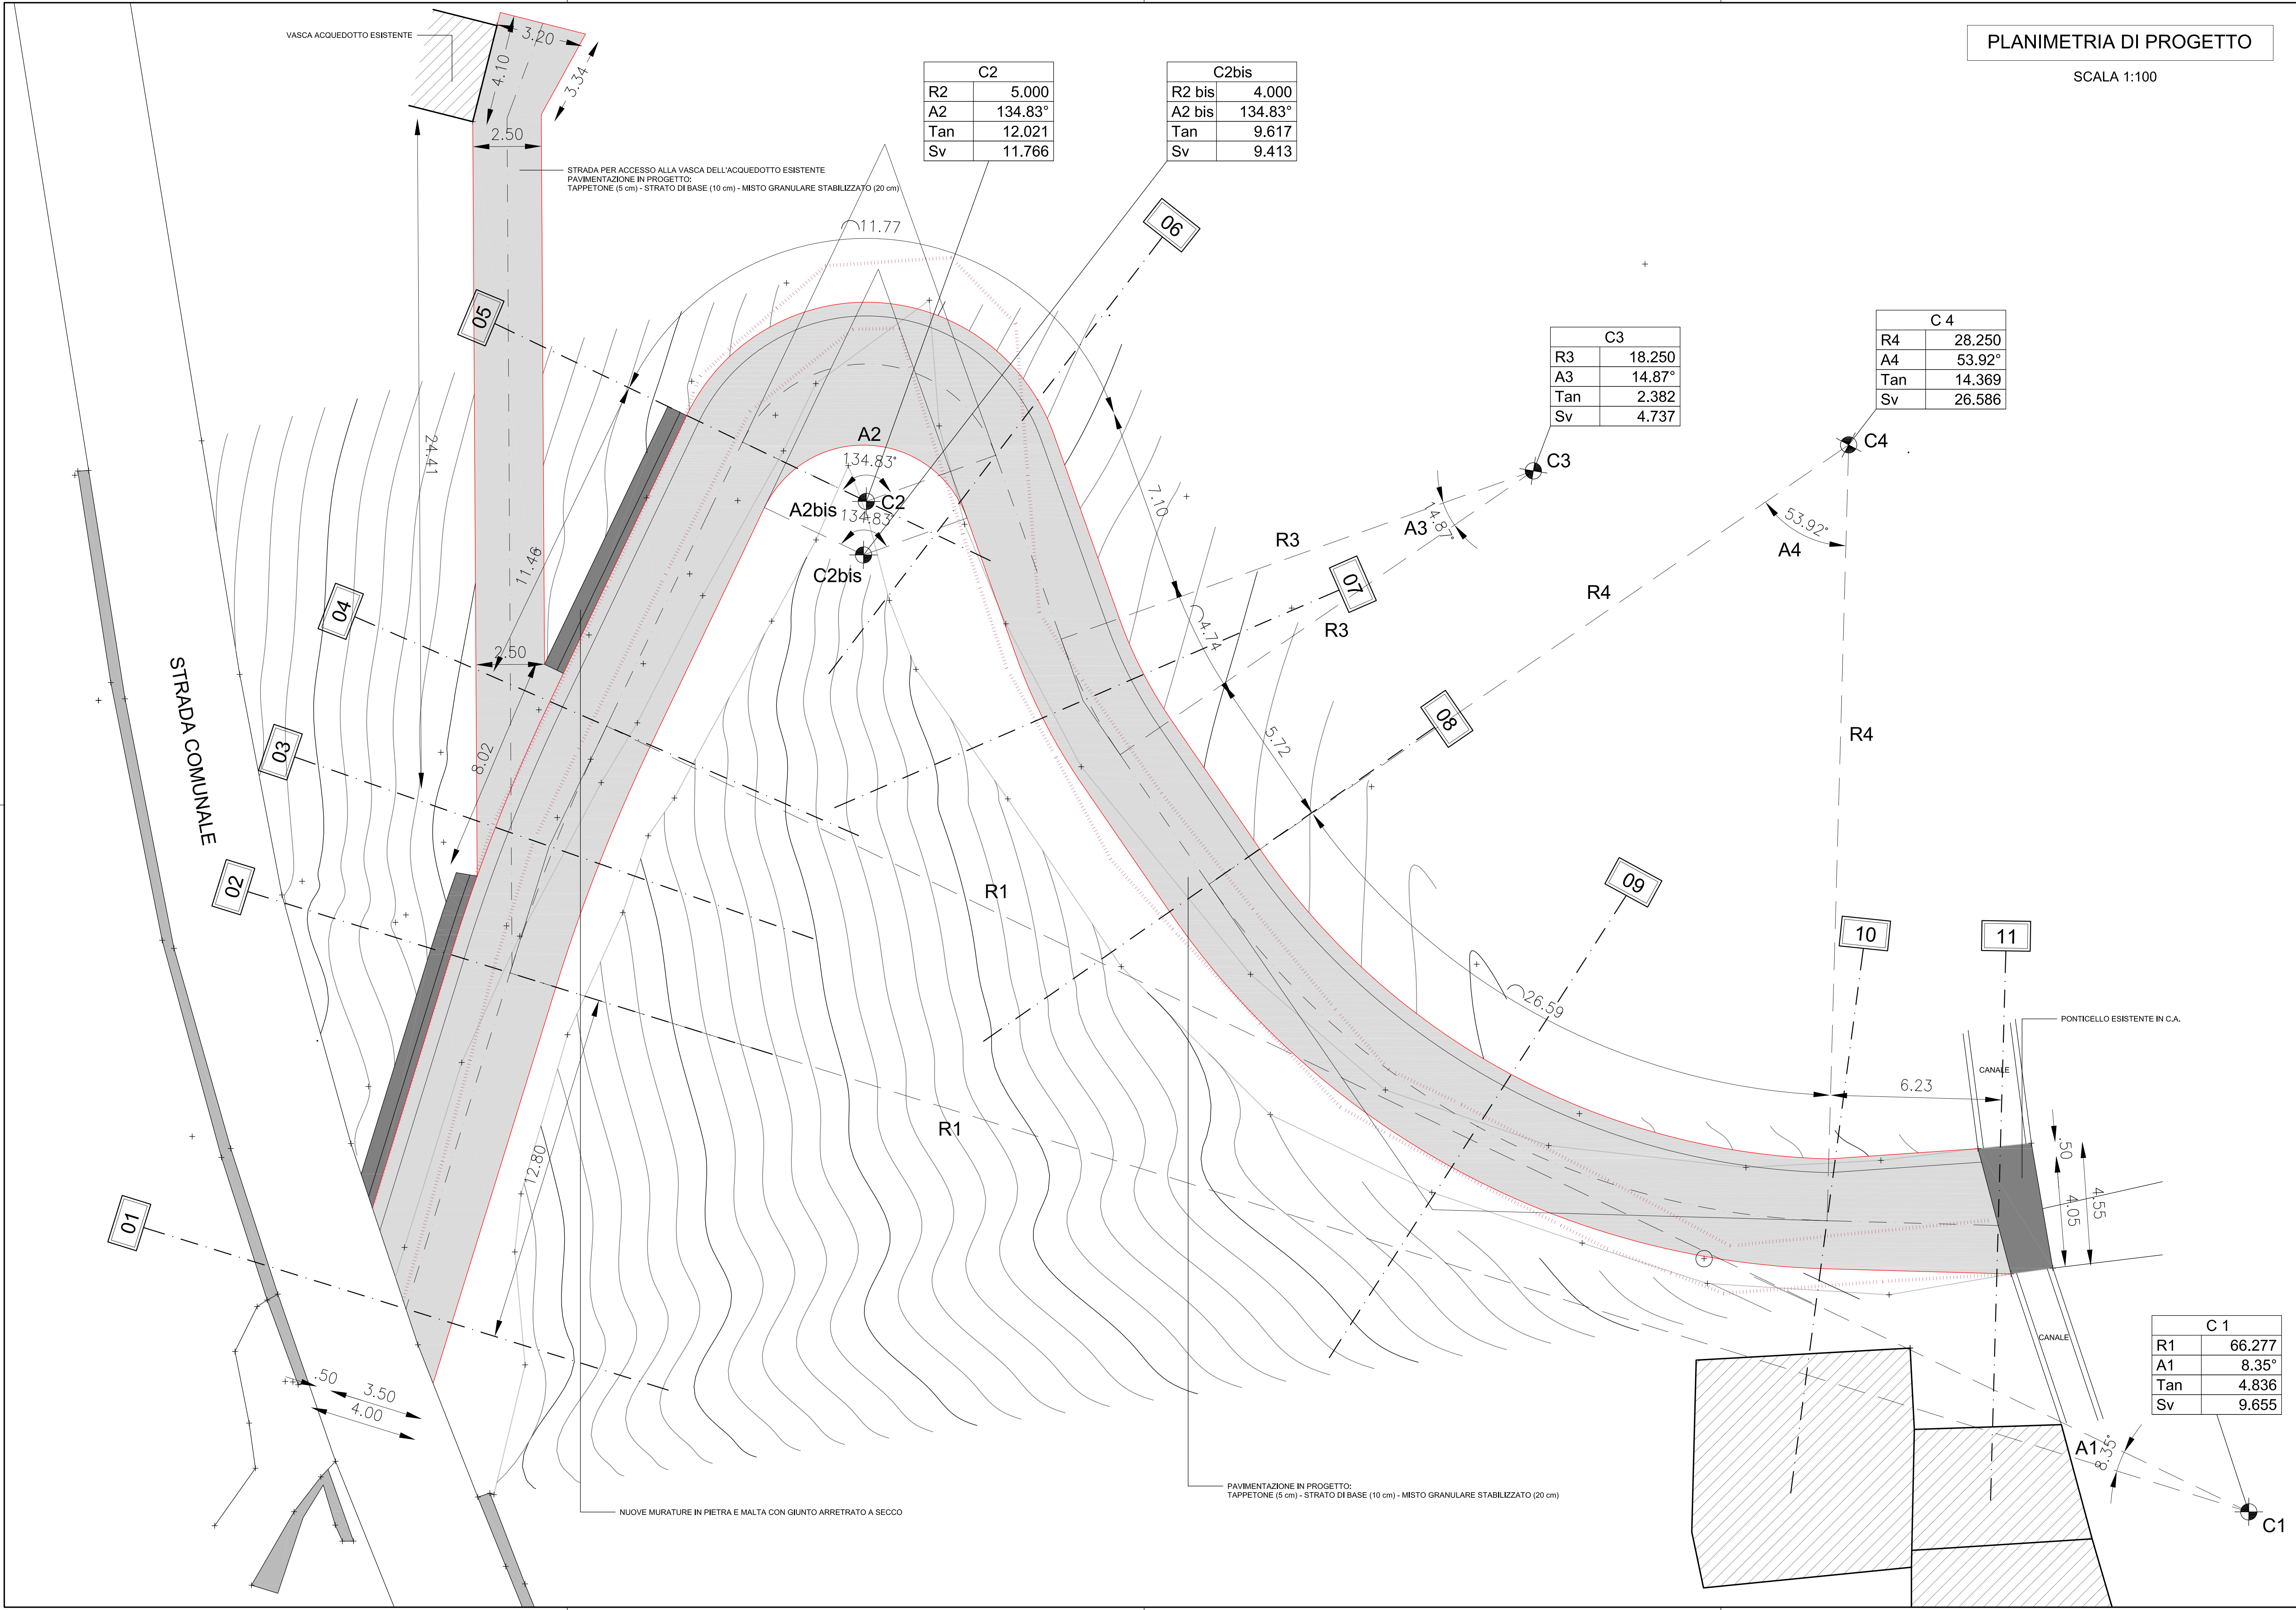 PLANIMETRIA DI PROGETTO
SCALA 1:100
VASCA ACQUEDOTTO ESISTENTE
3.20
4.10
3.34
2.50
STRADA PER ACCESSO ALLA VASCA DELL'ACQUEDOTTO ESISTENTE
PAVIMENTAZIONE IN PROGETTO:
TAPPETONE (5 cm) - STRATO DI BASE (10 cm) - MISTO GRANULARE STABILIZZATO (20 cm)
C2
R2 5.000
A2 134.83°
Tan 12.021
Sv 11.766
C2bis
R2 bis 4.000
A2 bis 134.83°
Tan 9.617
Sv 9.413
C3
R3 18.250
A3 14.87°
Tan 2.382
Sv 4.737
C 4
R4 28.250
A4 53.92°
Tan 14.369
Sv 26.586
11.77
06
05
24.41
11.46
A2
134.83°
C2
A2bis
134.83°
C2bis
7.10
C3
C4
14.87°
A3
R3
53.92°
A4
07
R3
4.74
R4
04
2.50
STRADA COMUNALE
03
8.02
5.72
08
R4
02
R1
09
10
11
26.59
PONTICELLO ESISTENTE IN C.A.
CANALE
6.23
R1
12.80
.50
4.05
4.55
01
CANALE
.50
3.50
4.00
C 1
R1 66.277
A1 8.35°
Tan 4.836
Sv 9.655
A1
8.35°
C1
PAVIMENTAZIONE IN PROGETTO:
TAPPETONE (5 cm) - STRATO DI BASE (10 cm) - MISTO GRANULARE STABILIZZATO (20 cm)
NUOVE MURATURE IN PIETRA E MALTA CON GIUNTO ARRETRATO A SECCO